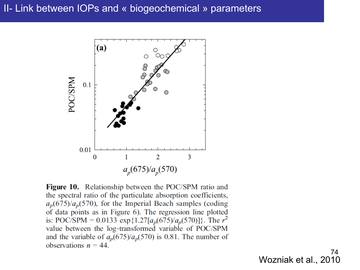 II- Link between IOPs and « biogeochemical » parameters
(a)
POC/SPM
0.1
0.01
0 1 2 3
ap(675)/ap(570)
Figure 10. Relationship between the POC/SPM ratio and
the spectral ratio of the particulate absorption coefficients,
ap(675)/ap(570), for the Imperial Beach samples (coding
of data points as in Figure 6). The regression line plotted
is: POC/SPM = 0.0133 exp{1.27[ap(675)/ap(570)]}. The r²
value between the log-transformed variable of POC/SPM
and the variable of ap(675)/ap(570) is 0.81. The number of
observations n = 44.
74
Wozniak et al., 2010